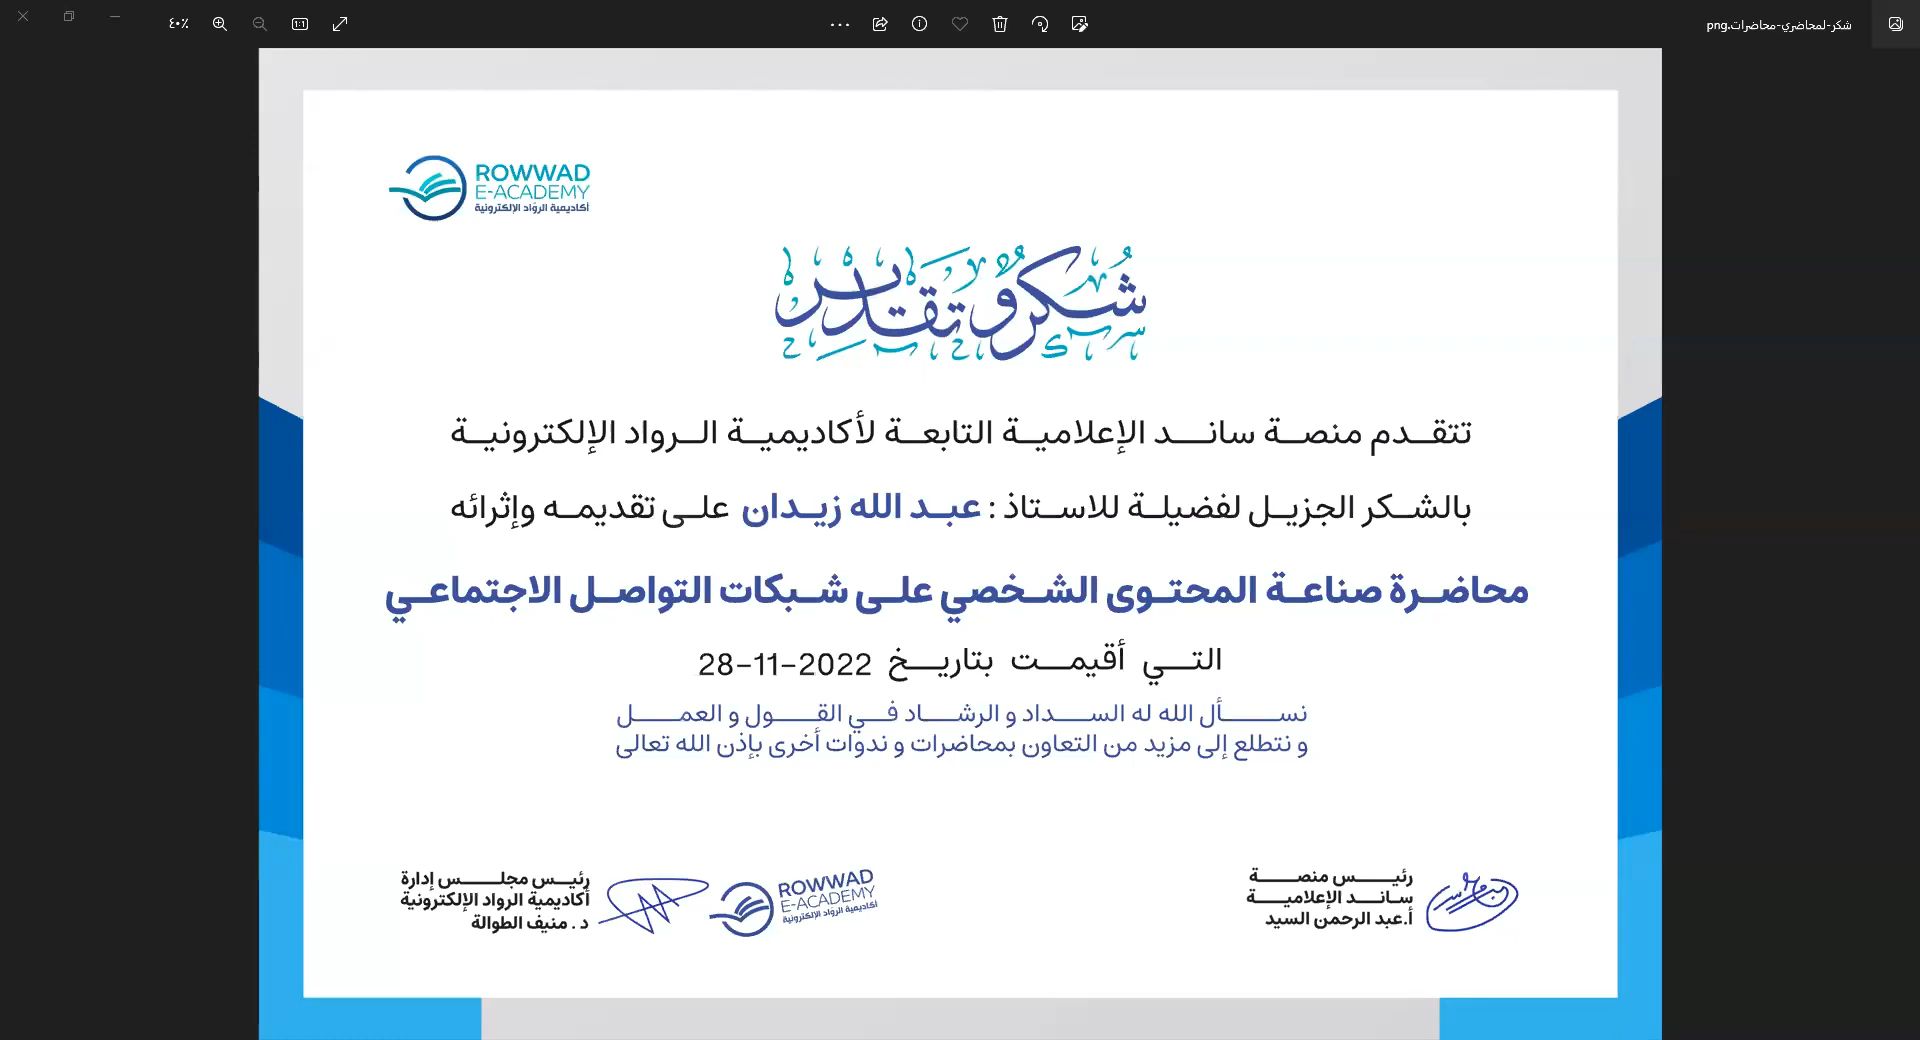 ٤٠٪
شكر-لمحاضري-محاضرات.png
ROWWAD
E-ACADEMY
أكاديمية الرواد الإلكترونية
شكر وتقدير
تتقدم منصة ساند الإعلامية التابعة لأكاديمية الرواد الإلكترونية
بالشكر الجزيل لفضيلة للاستاذ : عبد الله زيدان على تقديمه وإثرائه
محاضرة صناعة المحتوى الشخصي على شبكات التواصل الاجتماعي
التي أقيمت بتاريخ 2022-11-28
نسأل الله له السداد و الرشاد في القول و العمل
و نتطلع إلى مزيد من التعاون بمحاضرات و ندوات أخرى بإذن الله تعالى
رئيس منصة
ساند الإعلامية
أ.عبد الرحمن السيد
ROWWAD
E-ACADEMY
أكاديمية الرواد الإلكترونية
رئيس مجلس إدارة
أكاديمية الرواد الإلكترونية
د . منيف الطوالة